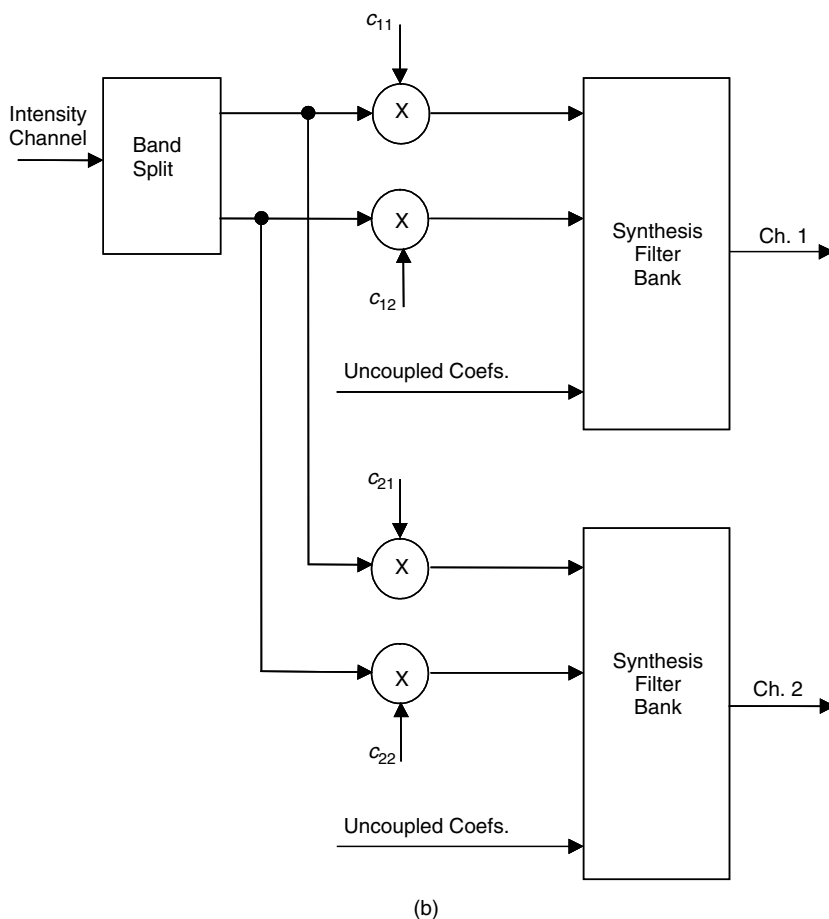 c11
Intensity
Channel
Band
Split
X
X
c12
Synthesis
Filter
Bank
Ch. 1
Uncoupled Coefs.
c21
X
X
c22
Synthesis
Filter
Bank
Ch. 2
Uncoupled Coefs.
(b)